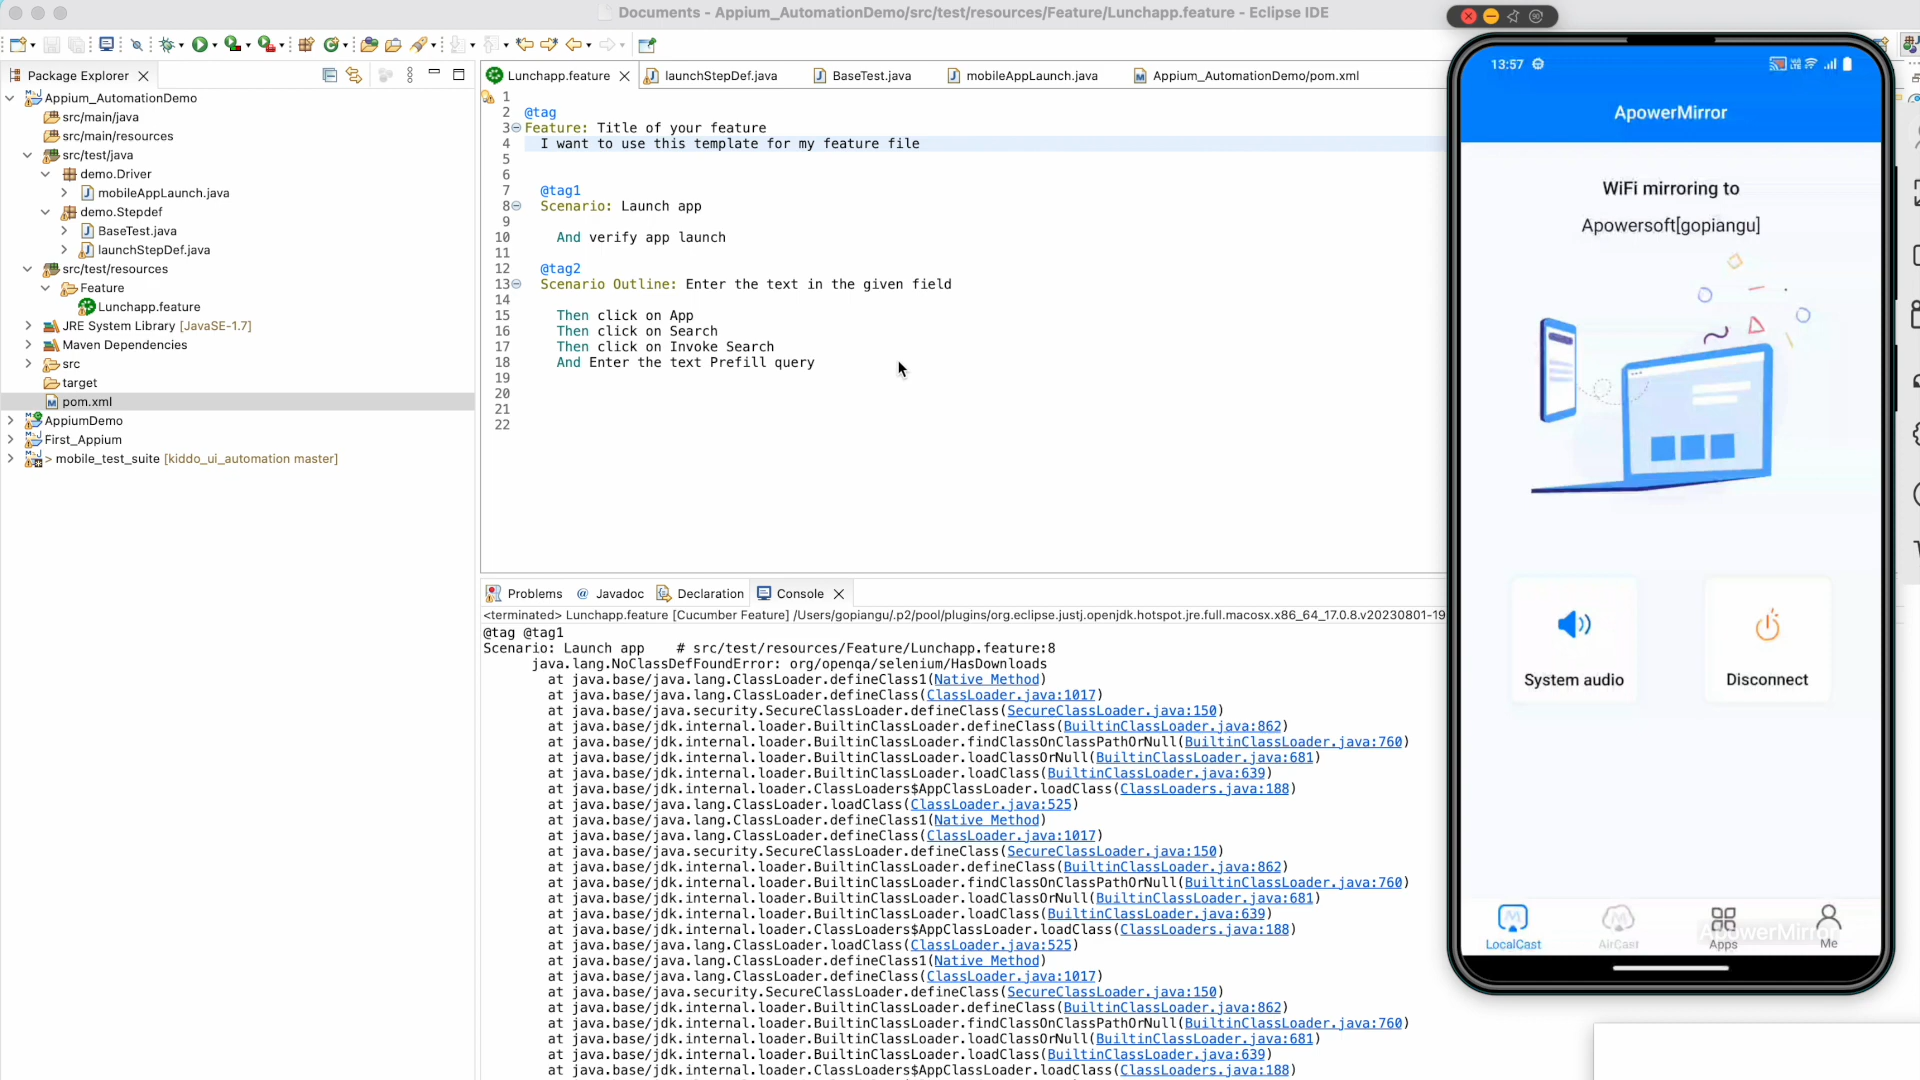 Documents - Appium_AutomationDemo/src/test/resources/Feature/Lunchapp.feature - Eclipse IDE
Package Explorer
Appium_AutomationDemo
src/main/java
src/main/resources
src/test/java
demo.Driver
mobileAppLaunch.java
demo.Stepdef
BaseTest.java
launchStepDef.java
src/test/resources
Feature
Lunchapp.feature
JRE System Library [JavaSE-1.7]
Maven Dependencies
src
target
pom.xml
AppiumDemo
First_Appium
> mobile_test_suite [kiddo_ui_automation master]
Lunchapp.feature
launchStepDef.java
BaseTest.java
mobileAppLaunch.java
Appium_AutomationDemo/pom.xml
1
2 @tag
3 Feature: Title of your feature
4 I want to use this template for my feature file
5
6
7 @tag1
8 Scenario: Launch app
9
10 And verify app launch
11
12 @tag2
13 Scenario Outline: Enter the text in the given field
14
15 Then click on App
16 Then click on Search
17 Then click on Invoke Search
18 And Enter the text Prefill query
19
20
21
22
Problems
@ Javadoc
Declaration
Console
<terminated> Lunchapp.feature [Cucumber Feature] /Users/gopiangu/.p2/pool/plugins/org.eclipse.justj.openjdk.hotspot.jre.full.macosx.x86_64_17.0.8.v20230801-19
@tag @tag1
Scenario: Launch app # src/test/resources/Feature/Lunchapp.feature:8
java.lang.NoClassDefFoundError: org/openqa/selenium/HasDownloads
at java.base/java.lang.ClassLoader.defineClass1(Native Method)
at java.base/java.lang.ClassLoader.defineClass(ClassLoader.java:1017)
at java.base/java.security.SecureClassLoader.defineClass(SecureClassLoader.java:150)
at java.base/jdk.internal.loader.BuiltinClassLoader.defineClass(BuiltinClassLoader.java:862)
at java.base/jdk.internal.loader.BuiltinClassLoader.findClassOnClassPathOrNull(BuiltinClassLoader.java:760)
at java.base/jdk.internal.loader.BuiltinClassLoader.loadClassOrNull(BuiltinClassLoader.java:681)
at java.base/jdk.internal.loader.BuiltinClassLoader.loadClass(BuiltinClassLoader.java:639)
at java.base/jdk.internal.loader.ClassLoaders$AppClassLoader.loadClass(ClassLoaders.java:188)
at java.base/java.lang.ClassLoader.loadClass(ClassLoader.java:525)
at java.base/java.lang.ClassLoader.defineClass1(Native Method)
at java.base/java.lang.ClassLoader.defineClass(ClassLoader.java:1017)
at java.base/java.security.SecureClassLoader.defineClass(SecureClassLoader.java:150)
at java.base/jdk.internal.loader.BuiltinClassLoader.defineClass(BuiltinClassLoader.java:862)
at java.base/jdk.internal.loader.BuiltinClassLoader.findClassOnClassPathOrNull(BuiltinClassLoader.java:760)
at java.base/jdk.internal.loader.BuiltinClassLoader.loadClassOrNull(BuiltinClassLoader.java:681)
at java.base/jdk.internal.loader.BuiltinClassLoader.loadClass(BuiltinClassLoader.java:639)
at java.base/jdk.internal.loader.ClassLoaders$AppClassLoader.loadClass(ClassLoaders.java:188)
at java.base/java.lang.ClassLoader.loadClass(ClassLoader.java:525)
at java.base/java.lang.ClassLoader.defineClass1(Native Method)
at java.base/java.lang.ClassLoader.defineClass(ClassLoader.java:1017)
at java.base/java.security.SecureClassLoader.defineClass(SecureClassLoader.java:150)
at java.base/jdk.internal.loader.BuiltinClassLoader.defineClass(BuiltinClassLoader.java:862)
at java.base/jdk.internal.loader.BuiltinClassLoader.findClassOnClassPathOrNull(BuiltinClassLoader.java:760)
at java.base/jdk.internal.loader.BuiltinClassLoader.loadClassOrNull(BuiltinClassLoader.java:681)
at java.base/jdk.internal.loader.BuiltinClassLoader.loadClass(BuiltinClassLoader.java:639)
at java.base/jdk.internal.loader.ClassLoaders$AppClassLoader.loadClass(ClassLoaders.java:188)
13:57
ApowerMirror
WiFi mirroring to
Apowersoft[gopiangu]
System audio
Disconnect
ApowerMirror
LocalCast
AirCast
Apps
Me